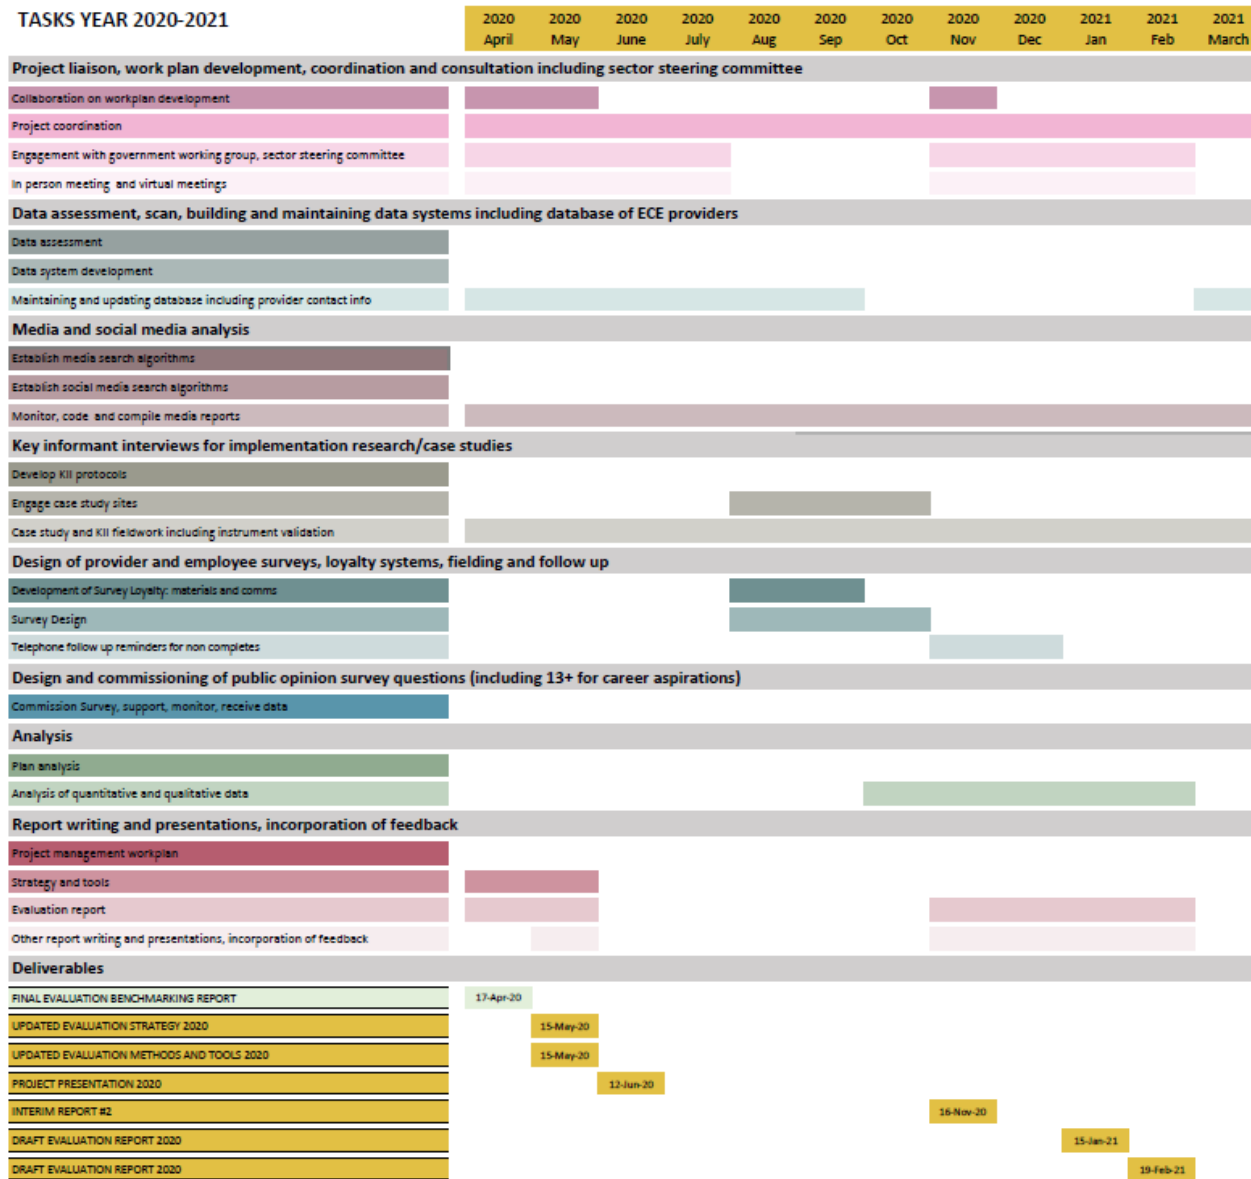 TASKS YEAR 2020-2021
2020 2020 2020 2020 2020 2020 2020 2020 2020 2021 2021 2021
April May June July Aug Sep Oct Nov Dec Jan Feb March
Project liaison, work plan development, coordination and consultation including sector steering committee
Collaboration on workplan development
Project coordination
Engagement with government working group, sector steering committee
In person meeting and virtual meetings
Data assessment, scan, building and maintaining data systems including database of ECE providers
Data assessment
Data system development
Maintaining and updating database including provider contact info
Media and social media analysis
Establish media search algorithms
Establish social media search algorithms
Monitor, code and compile media reports
Key informant interviews for implementation research/case studies
Develop KII protocols
Engage case study sites
Case study and KII fieldwork including instrument validation
Design of provider and employee surveys, loyalty systems, fielding and follow up
Development of Survey Loyalty: materials and comms
Survey Design
Telephone follow up reminders for non completes
Design and commissioning of public opinion survey questions (including 13+ for career aspirations)
Commission Survey, support, monitor, receive data
Analysis
Plan analysis
Analysis of quantitative and qualitative data
Report writing and presentations, incorporation of feedback
Project management workplan
Strategy and tools
Evaluation report
Other report writing and presentations, incorporation of feedback
Deliverables
FINAL EVALUATION BENCHMARKING REPORT 17-Apr-20
UPDATED EVALUATION STRATEGY 2020 15-May-20
UPDATED EVALUATION METHODS AND TOOLS 2020 15-May-20
PROJECT PRESENTATION 2020 12-Jun-20
INTERIM REPORT #2 16-Nov-20
DRAFT EVALUATION REPORT 2020 15-Jan-21
DRAFT EVALUATION REPORT 2020 19-Feb-21